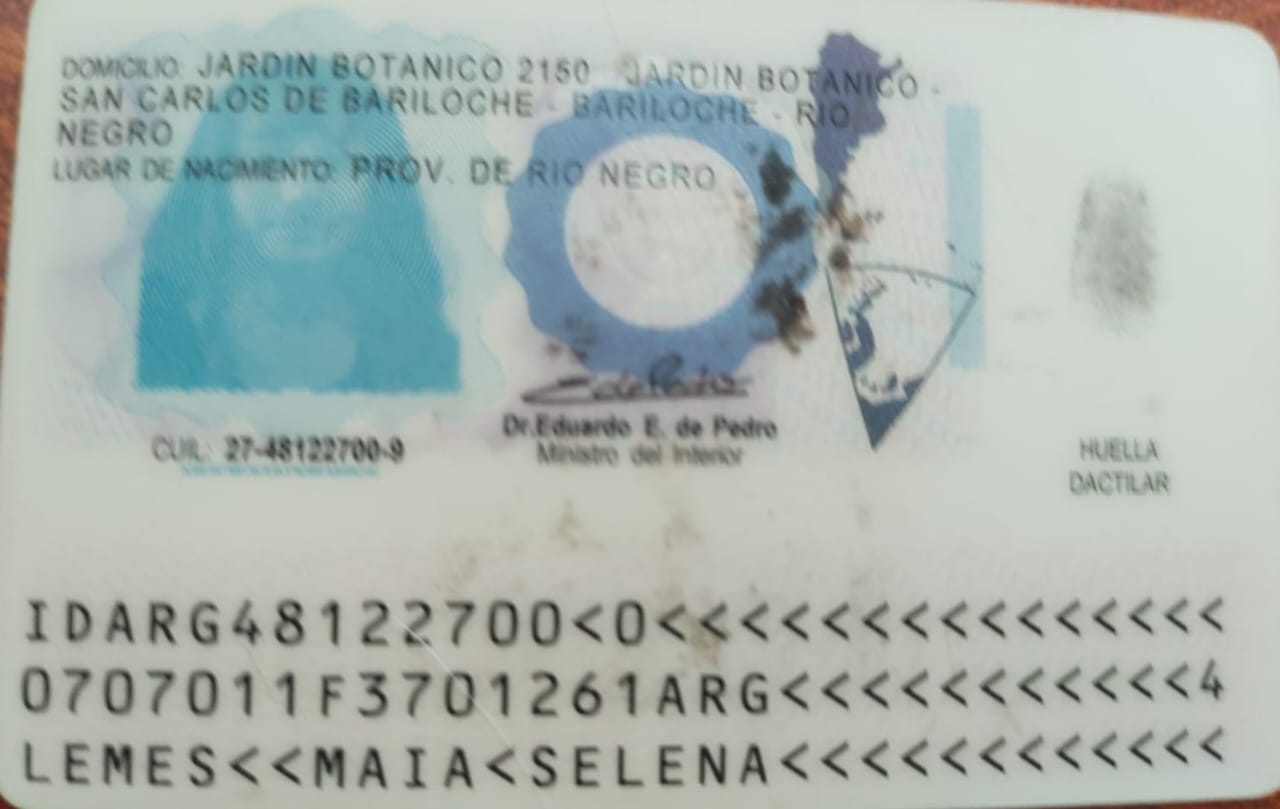 DOMICILIO: JARDIN BOTANICO 2150 JARDIN BOTANICO -
SAN CARLOS DE BARILOCHE - BARILOCHE - RIO
NEGRO
LUGAR DE NACIMIENTO: PROV. DE RIO NEGRO
CUIL: 27-48122700-9
Dr.Eduardo E. de Pedro
Ministro del Interior
HUELLA
DACTILAR
IDARG48122700<0<<<<<<<<<<<<<<<
0707011F3701261ARG<<<<<<<<<<<4
LEMES<<MAIA<SELENA<<<<<<<<<<<<